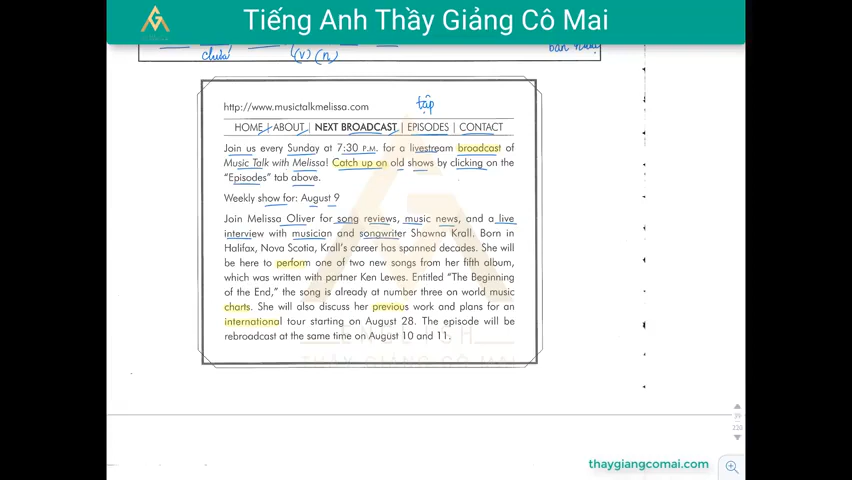 Tiếng Anh Thầy Giảng Cô Mai
chưa
(v) (n)
http://www.musictalkmelissa.com
tập
HOME | ABOUT | NEXT BROADCAST | EPISODES | CONTACT
Join us every Sunday at 7:30 P.M. for a livestream broadcast of
Music Talk with Melissa! Catch up on old shows by clicking on the
"Episodes" tab above.
Weekly show for: August 9
Join Melissa Oliver for song reviews, music news, and a live
interview with musician and songwriter Shawna Krall. Born in
Halifax, Nova Scotia, Krall's career has spanned decades. She will
be here to perform one of two new songs from her fifth album,
which was written with partner Ken Lewes. Entitled "The Beginning
of the End," the song is already at number three on world music
charts. She will also discuss her previous work and plans for an
international tour starting on August 28. The episode will be
rebroadcast at the same time on August 10 and 11.
THẦY GIẢNG CÔ MAI
39
220
thaygiangcomai.com